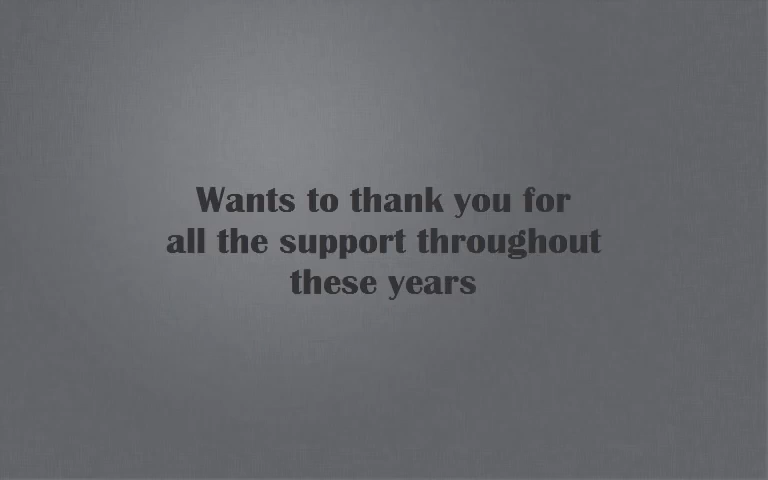 Wants to thank you for
all the support throughout
these years